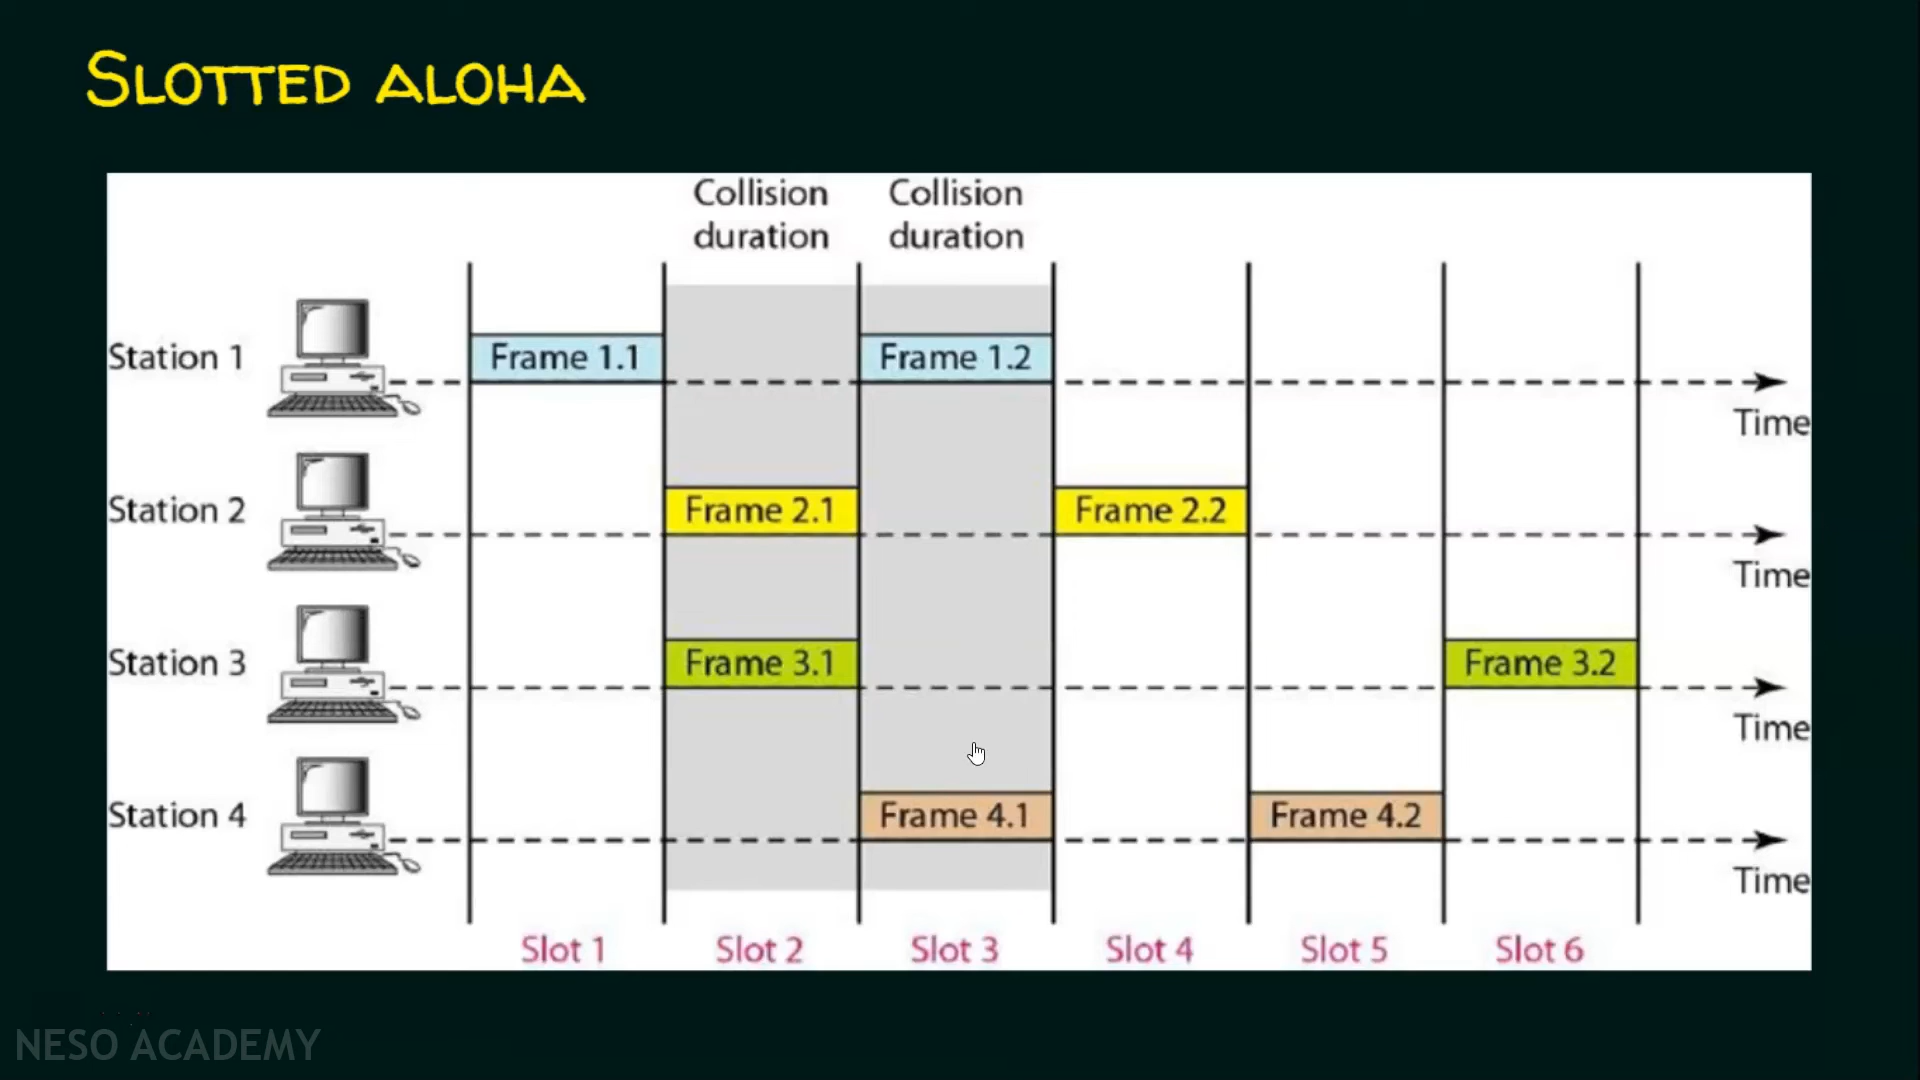 SLOTTED ALOHA
Collision duration
Collision duration
Station 1
Frame 1.1
Frame 1.2
Time
Station 2
Frame 2.1
Frame 2.2
Time
Station 3
Frame 3.1
Frame 3.2
Time
Station 4
Frame 4.1
Frame 4.2
Time
Slot 1
Slot 2
Slot 3
Slot 4
Slot 5
Slot 6
NESO ACADEMY